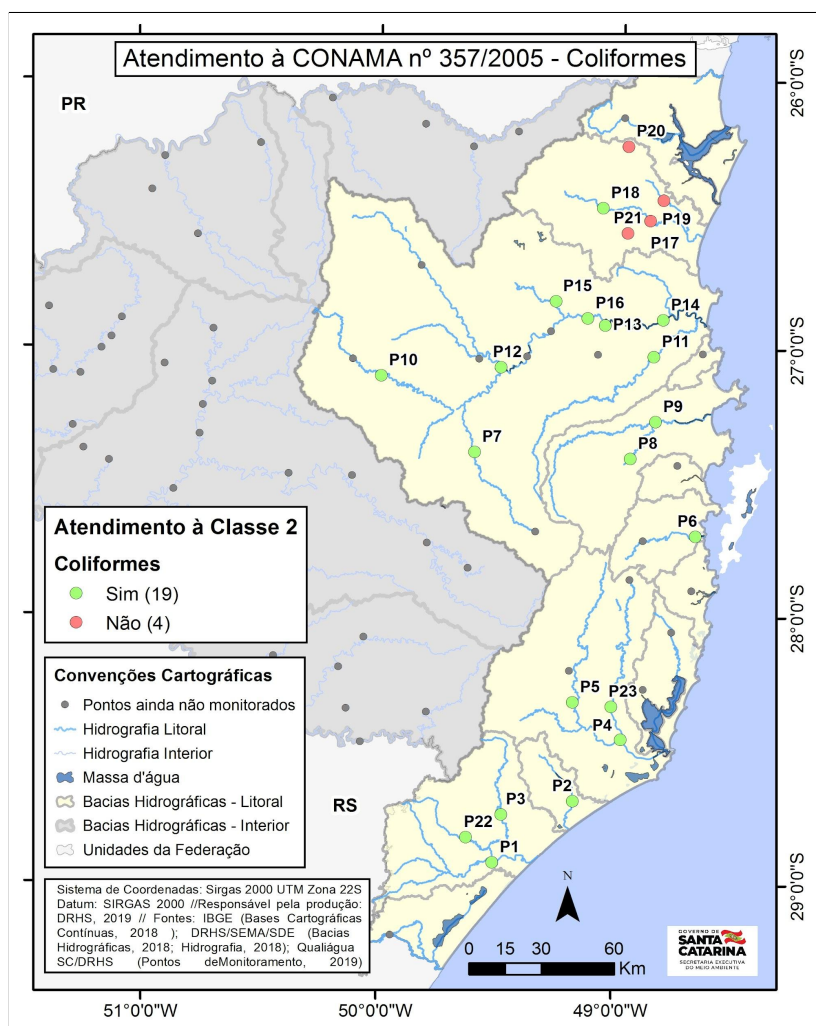 Atendimento à CONAMA nº 357/2005 - Coliformes
PR
26°0'0"S
P20
P18
P19
P21
P17
P15
P16
P14
P13
27°0'0"S
P11
P12
P10
P9
P7
P8
P6
Atendimento à Classe 2
Coliformes
Sim (19)
Não (4)
28°0'0"S
Convenções Cartográficas
Pontos ainda não monitorados
Hidrografia Litoral
Hidrografia Interior
Massa d'água
Bacias Hidrográficas - Litoral
Bacias Hidrográficas - Interior
Unidades da Federação
P5
P23
P4
RS
P2
P3
P22
P1
29°0'0"S
Sistema de Coordenadas: Sirgas 2000 UTM Zona 22S
Datum: SIRGAS 2000 //Responsável pela produção:
DRHS, 2019 // Fontes: IBGE (Bases Cartográficas
Contínuas, 2018 ); DRHS/SEMA/SDE (Bacias
Hidrográficas, 2018; Hidrografia, 2018); Qualiágua
SC/DRHS (Pontos deMonitoramento, 2019)
N
0 15 30 60
Km
GOVERNO DE
SANTA
CATARINA
SECRETARIA EXECUTIVA
DO MEIO AMBIENTE
51°0'0"W
50°0'0"W
49°0'0"W